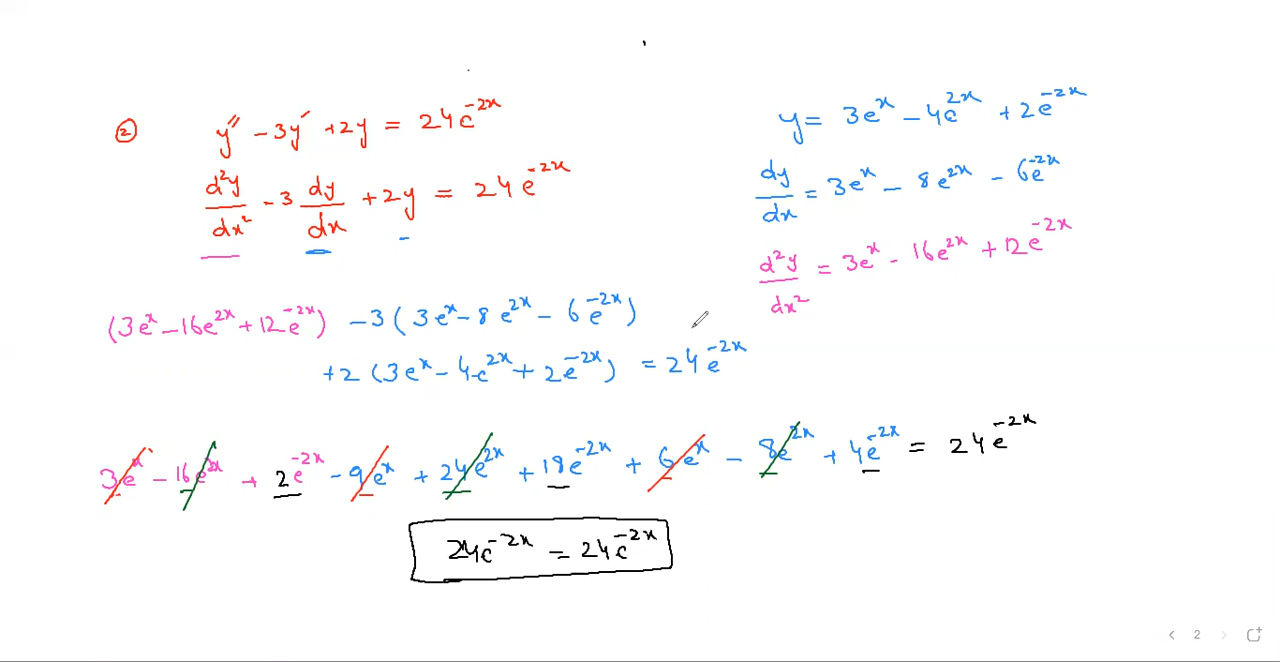 ② y″ − 3y′ + 2y = 24e^{-2x}
d²y/dx² − 3 dy/dx + 2y = 24e^{-2x}
y = 3e^x − 4e^{2x} + 2e^{-2x}
dy/dx = 3e^x − 8e^{2x} − 6e^{-2x}
d²y/dx² = 3e^x − 16e^{2x} + 12e^{-2x}
(3e^x − 16e^{2x} + 12e^{-2x}) − 3(3e^x − 8e^{2x} − 6e^{-2x})
+2 (3e^x − 4e^{2x} + 2e^{-2x}) = 24e^{-2x}
3e^x − 16e^{2x} + 2e^{-2x} − 9e^x + 24e^{2x} + 18e^{-2x} + 6e^x − 8e^{2x} + 4e^{-2x} = 24e^{-2x}
24e^{-2x} = 24e^{-2x}
2